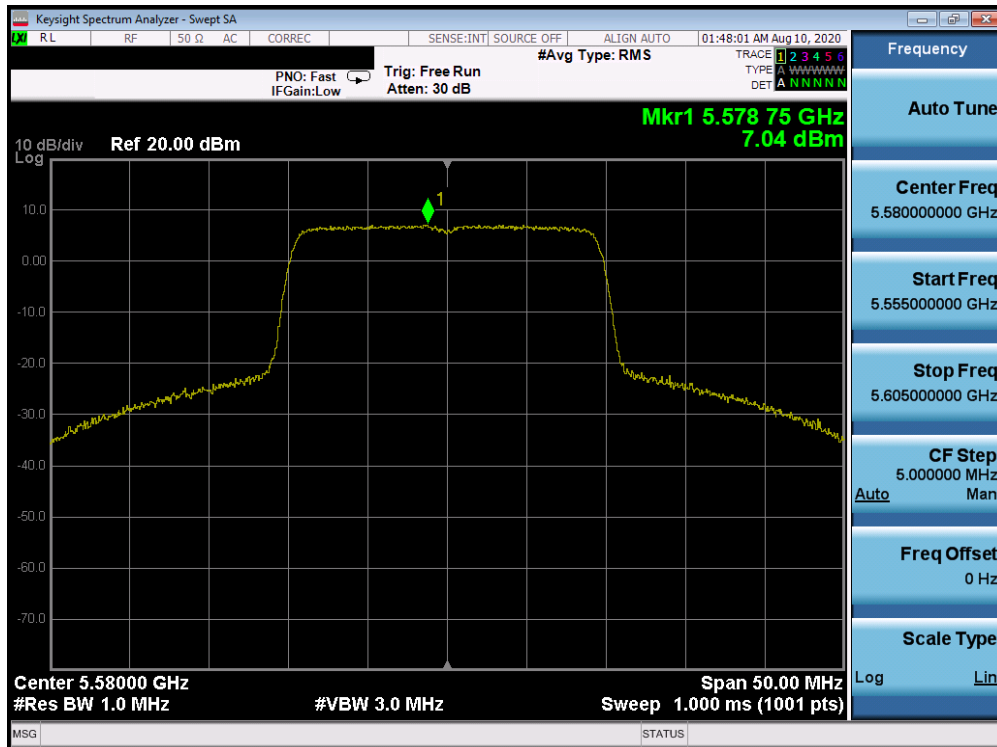 Keysight Spectrum Analyzer - Swept SA
LXI RL RF 50 Ω AC CORREC SENSE:INT SOURCE OFF ALIGN AUTO 01:48:01 AM Aug 10, 2020
#Avg Type: RMS
TRACE 1 2 3 4 5 6
TYPE A WWWWW
DET A N N N N N
PNO: Fast
IFGain:Low
Trig: Free Run
Atten: 30 dB
Mkr1 5.578 75 GHz
7.04 dBm
10 dB/div Ref 20.00 dBm
Log
1
10.0
0.00
-10.0
-20.0
-30.0
-40.0
-50.0
-60.0
-70.0
Center 5.58000 GHz Span 50.00 MHz
#Res BW 1.0 MHz #VBW 3.0 MHz Sweep 1.000 ms (1001 pts)
MSG STATUS
Frequency
Auto Tune
Center Freq
5.580000000 GHz
Start Freq
5.555000000 GHz
Stop Freq
5.605000000 GHz
CF Step
5.000000 MHz
Auto Man
Freq Offset
0 Hz
Scale Type
Log Lin